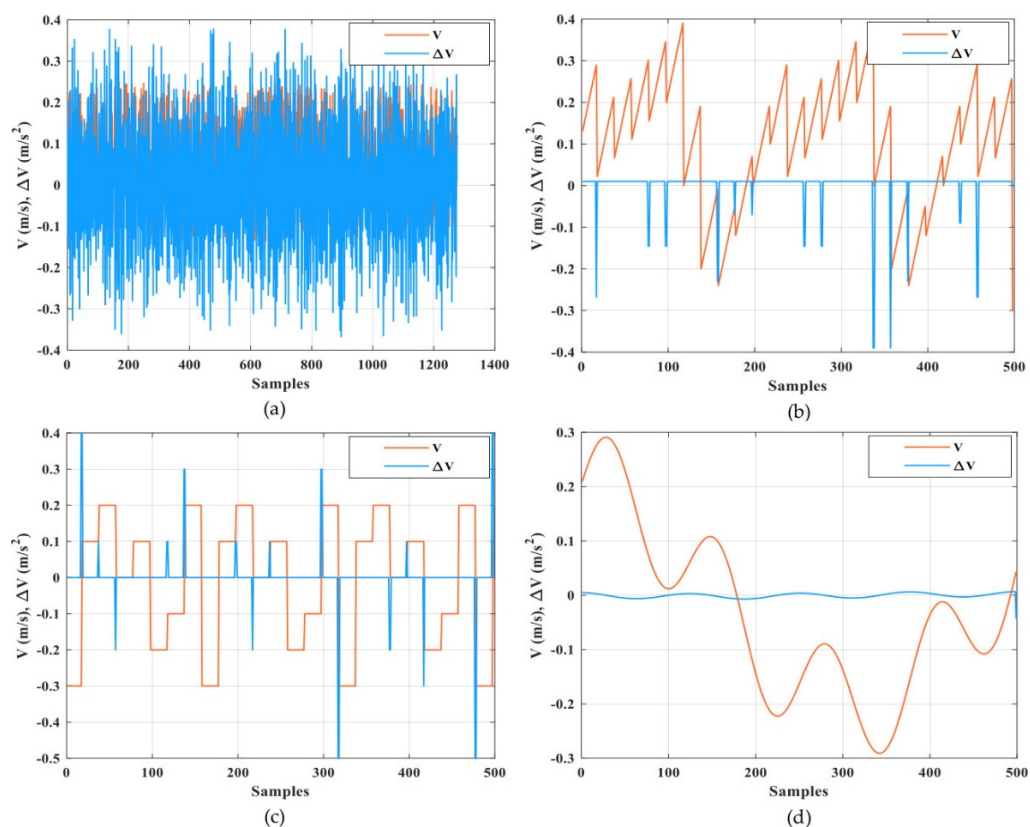 0.4
0.3
0.2
0.1
0
-0.1
-0.2
-0.3
-0.4
V (m/s), ΔV (m/s²)
V
ΔV
0 200 400 600 800 1000 1200 1400
Samples
(a)
0.4
0.3
0.2
0.1
0
-0.1
-0.2
-0.3
-0.4
V (m/s), ΔV (m/s²)
V
ΔV
0 100 200 300 400 500
Samples
(b)
0.4
0.3
0.2
0.1
0
-0.1
-0.2
-0.3
-0.4
-0.5
V (m/s), ΔV (m/s²)
V
ΔV
0 100 200 300 400 500
Samples
(c)
0.3
0.2
0.1
0
-0.1
-0.2
-0.3
V (m/s), ΔV (m/s²)
V
ΔV
0 100 200 300 400 500
Samples
(d)